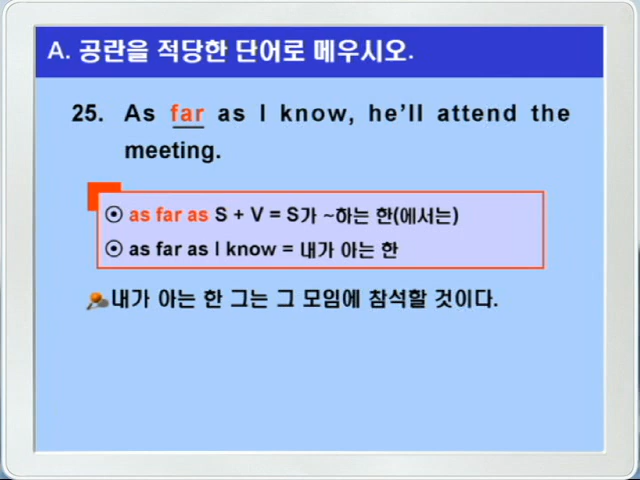 A. 공란을 적당한 단어로 메우시오.
25. As far as I know, he'll attend the
meeting.
⊙ as far as S + V = S가 ~하는 한(에서는)
⊙ as far as I know = 내가 아는 한
내가 아는 한 그는 그 모임에 참석할 것이다.